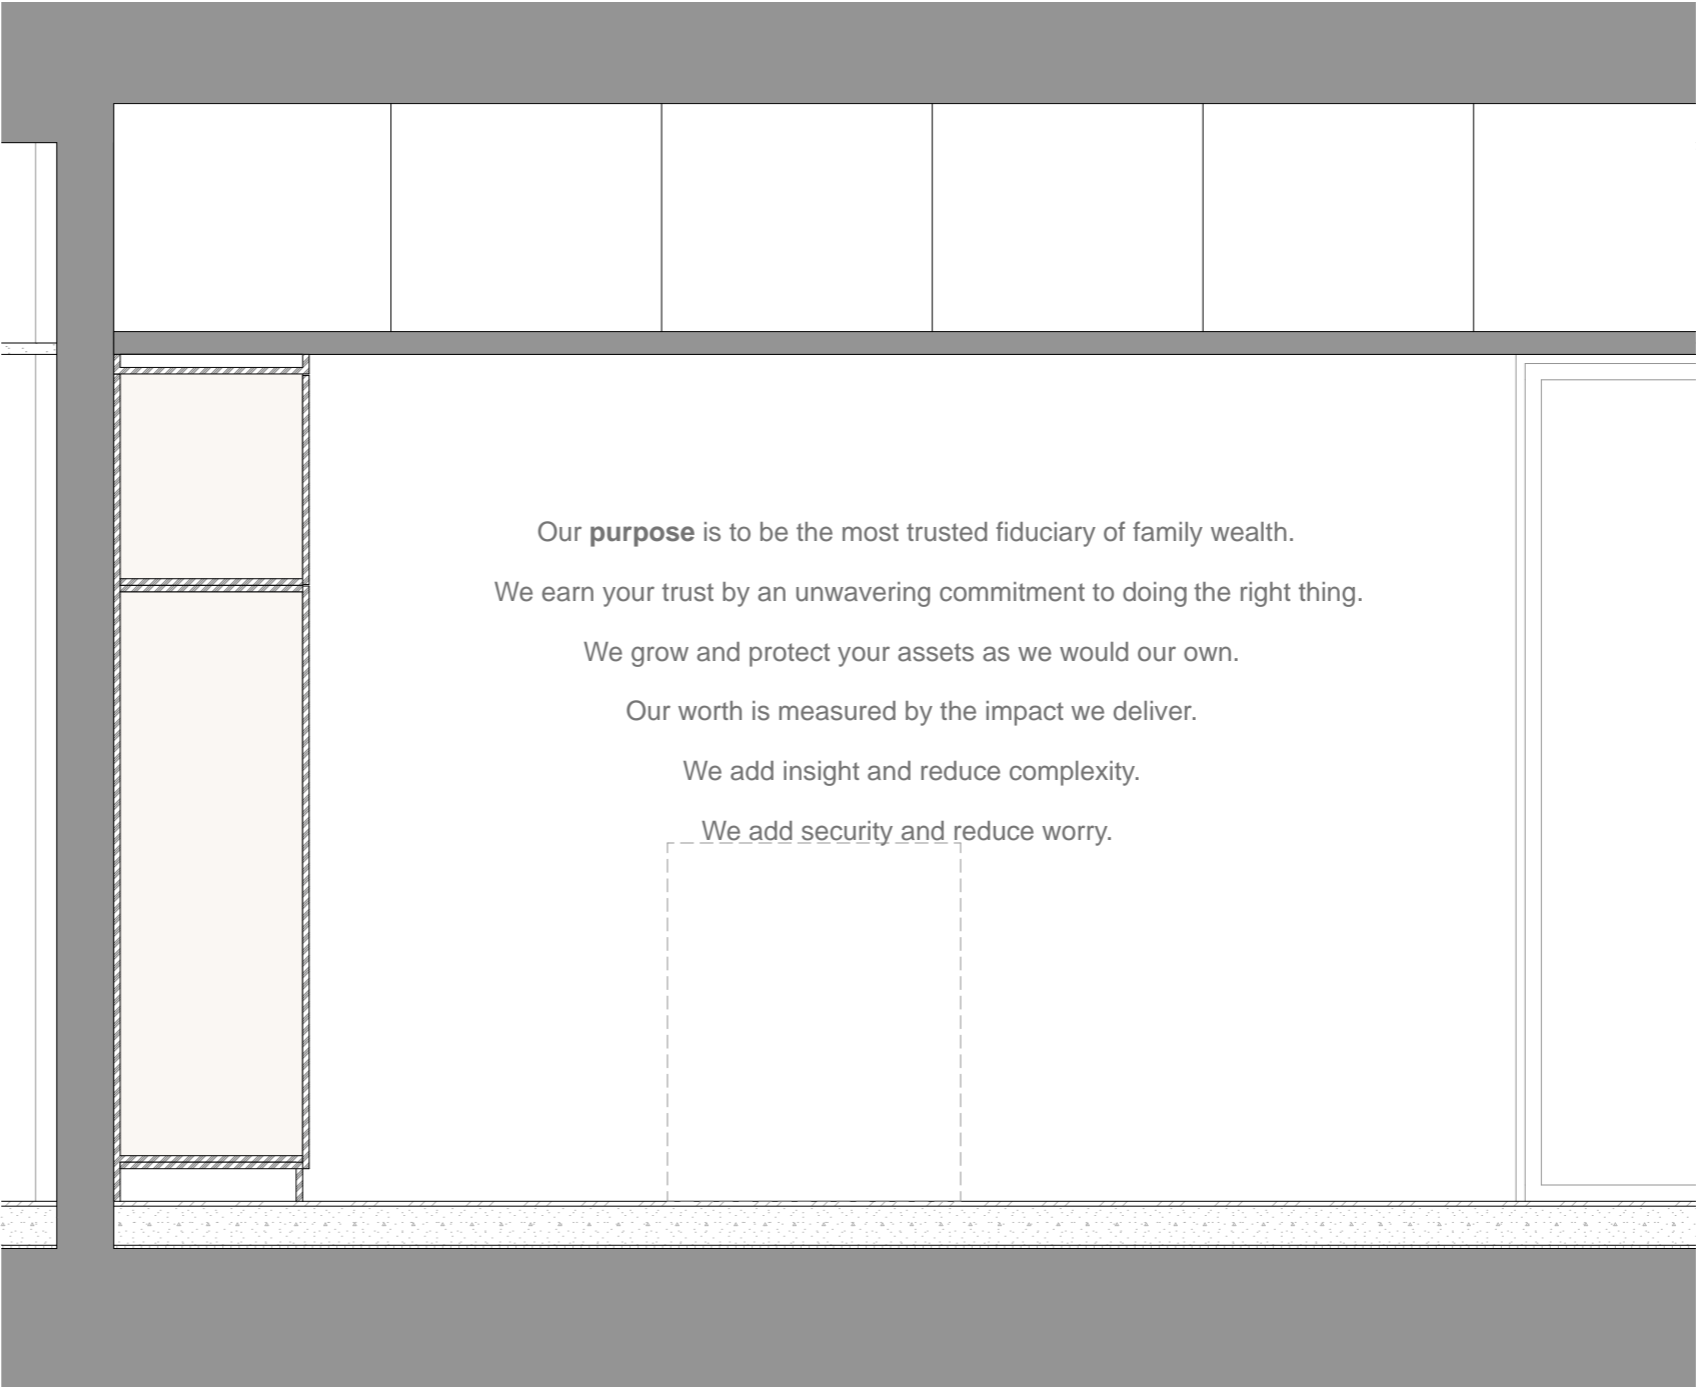 Our purpose is to be the most trusted fiduciary of family wealth.
We earn your trust by an unwavering commitment to doing the right thing.
We grow and protect your assets as we would our own.
Our worth is measured by the impact we deliver.
We add insight and reduce complexity.
We add security and reduce worry.